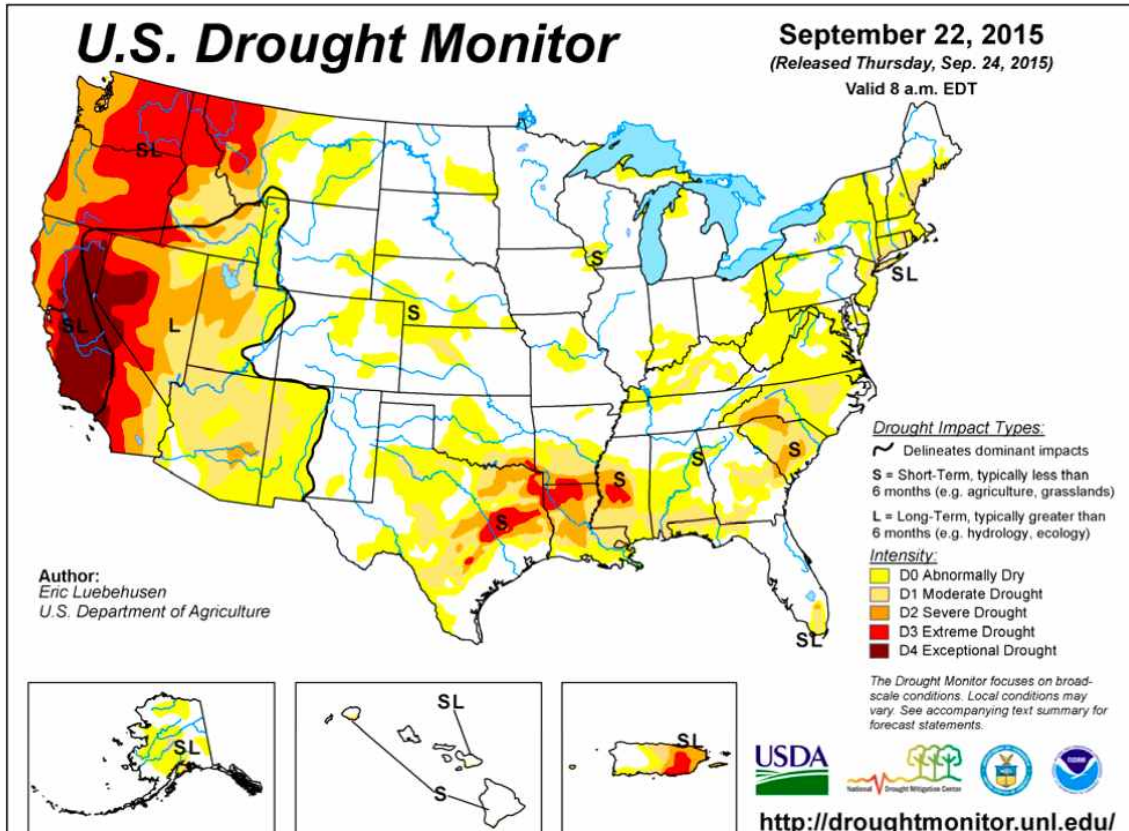 U.S. Drought Monitor
September 22, 2015
(Released Thursday, Sep. 24, 2015)
Valid 8 a.m. EDT
SL
SL
L
S
S
SL
S
S
S
S
SL
Drought Impact Types:
Delineates dominant impacts
S = Short-Term, typically less than
6 months (e.g. agriculture, grasslands)
L = Long-Term, typically greater than
6 months (e.g. hydrology, ecology)
Intensity:
D0 Abnormally Dry
D1 Moderate Drought
D2 Severe Drought
D3 Extreme Drought
D4 Exceptional Drought
Author:
Eric Luebehusen
U.S. Department of Agriculture
The Drought Monitor focuses on broad-
scale conditions. Local conditions may
vary. See accompanying text summary for
forecast statements.
SL
SL
S
SL
USDA
National Drought Mitigation Center
http://droughtmonitor.unl.edu/